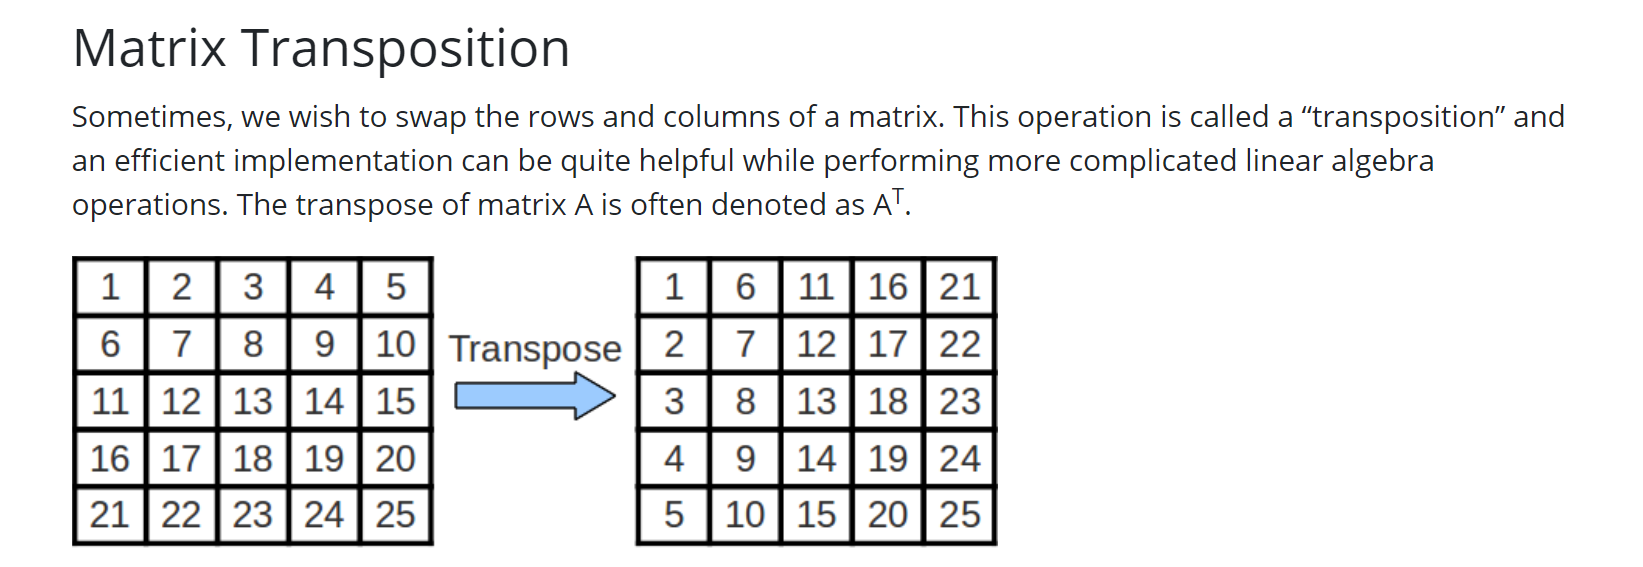 Matrix Transposition
Sometimes, we wish to swap the rows and columns of a matrix. This operation is called a “transposition” and
an efficient implementation can be quite helpful while performing more complicated linear algebra
operations. The transpose of matrix A is often denoted as Aᵀ.
1 2 3 4 5
6 7 8 9 10
11 12 13 14 15
16 17 18 19 20
21 22 23 24 25
Transpose
1 6 11 16 21
2 7 12 17 22
3 8 13 18 23
4 9 14 19 24
5 10 15 20 25